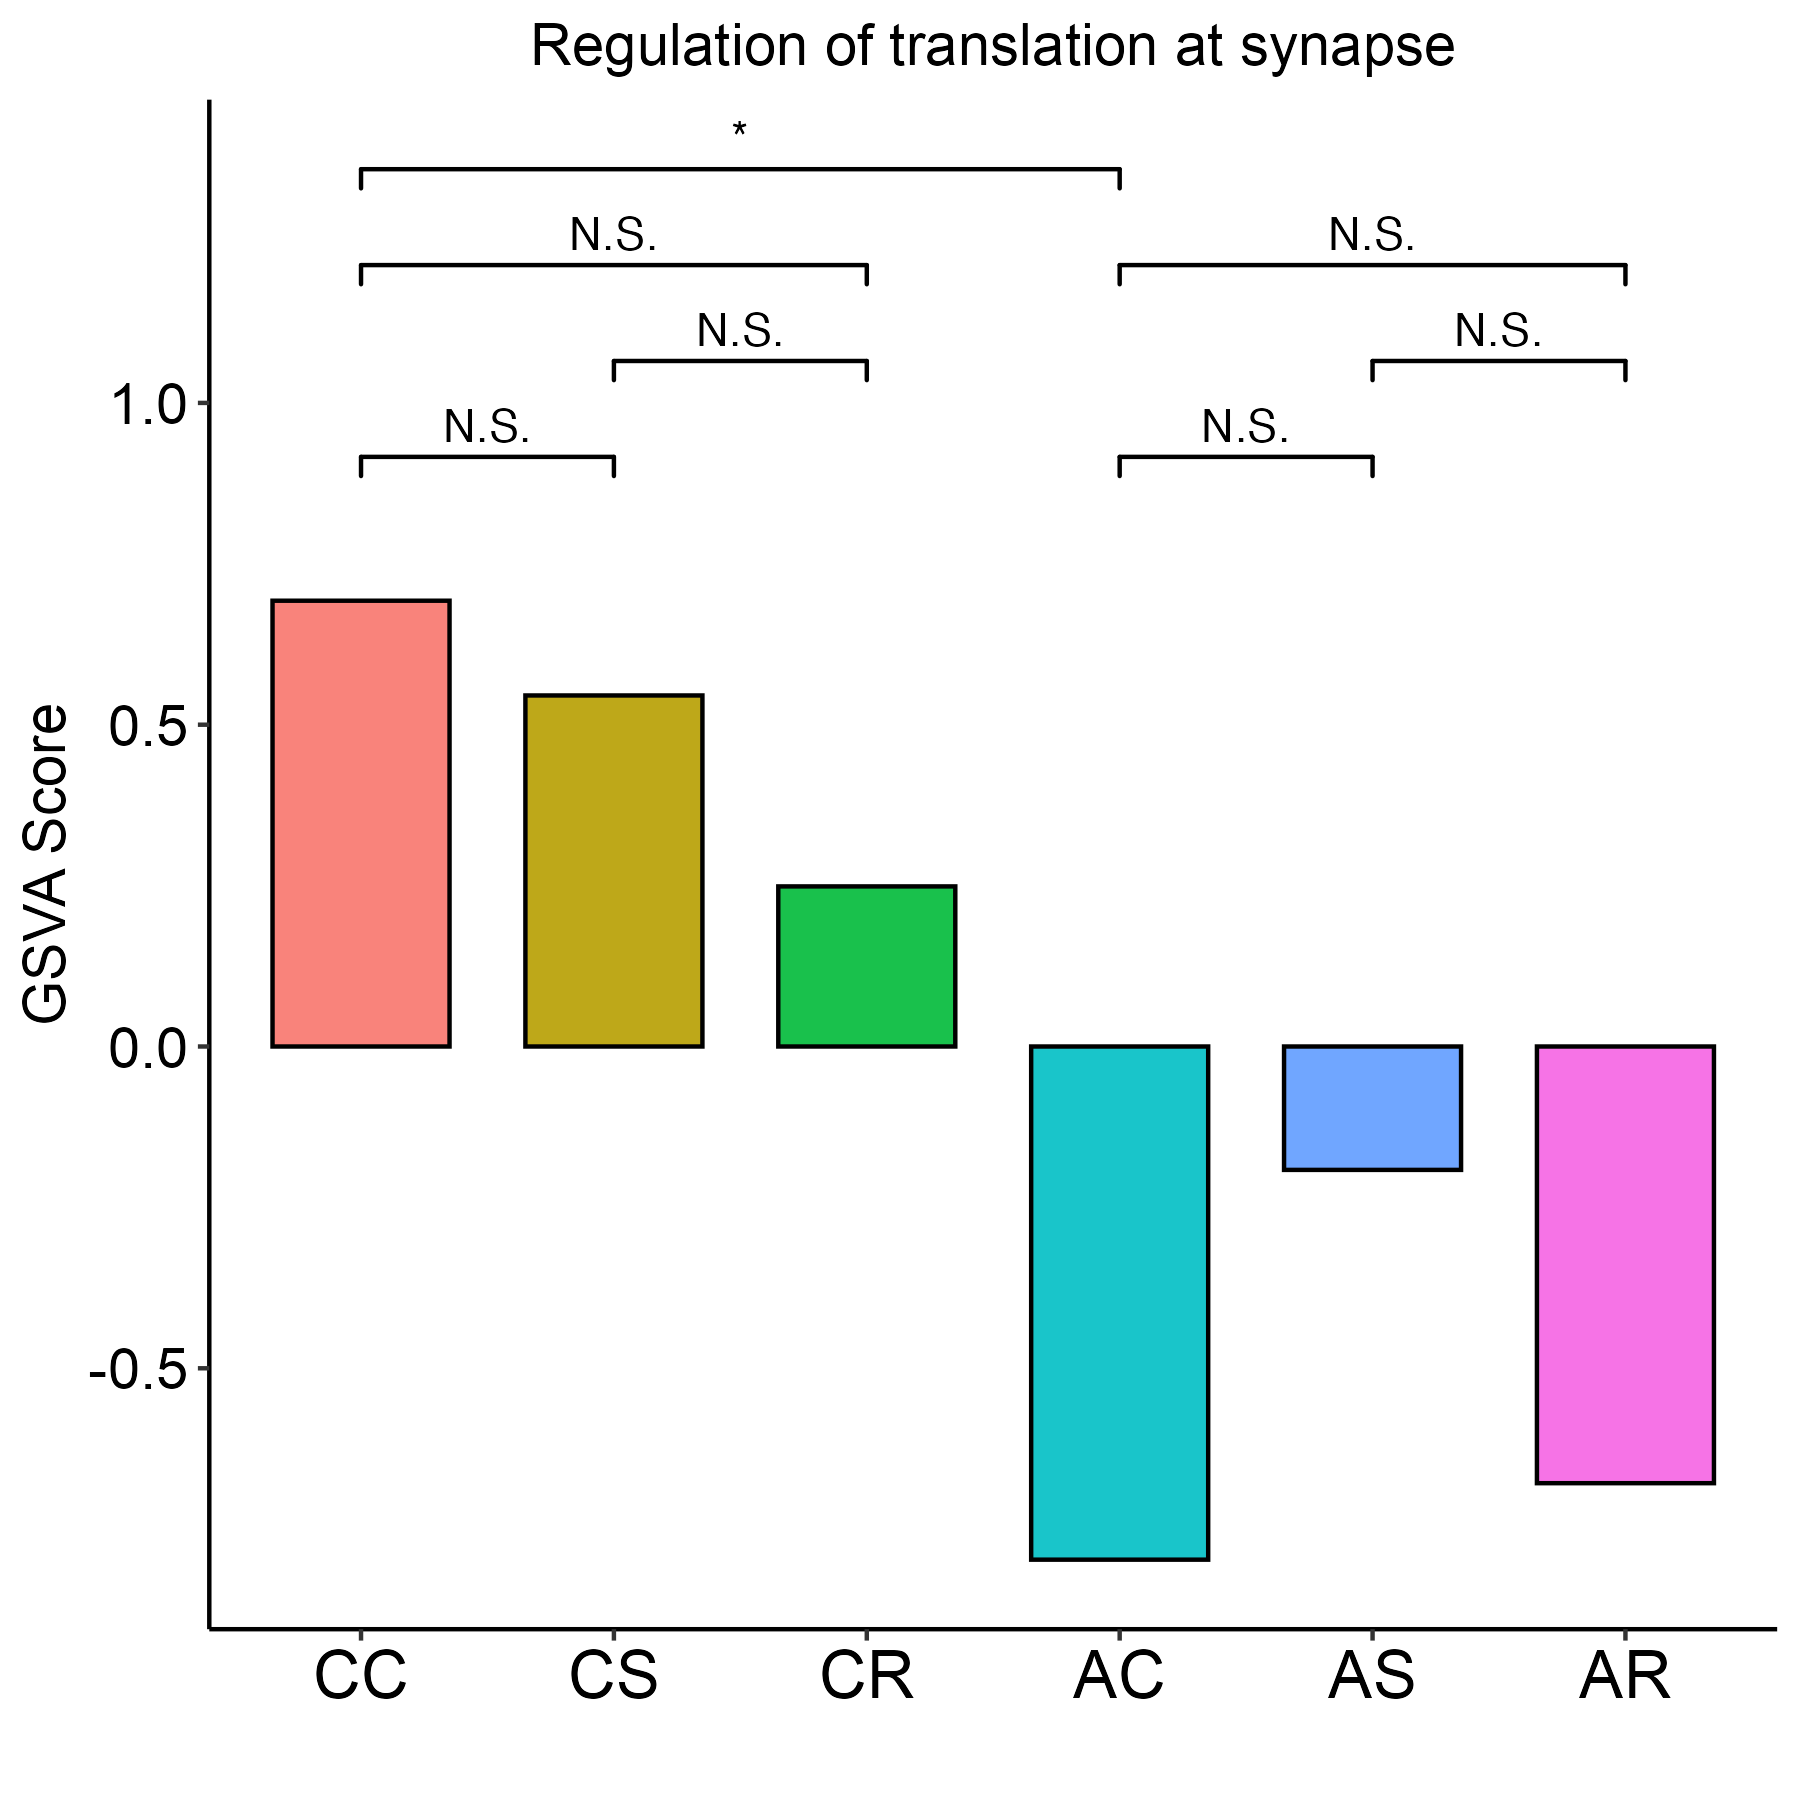 Regulation of translation at synapse
*
N.S.
N.S.
N.S.
N.S.
N.S.
N.S.
1.0
0.5
0.0
-0.5
GSVA Score
CC
CS
CR
AC
AS
AR